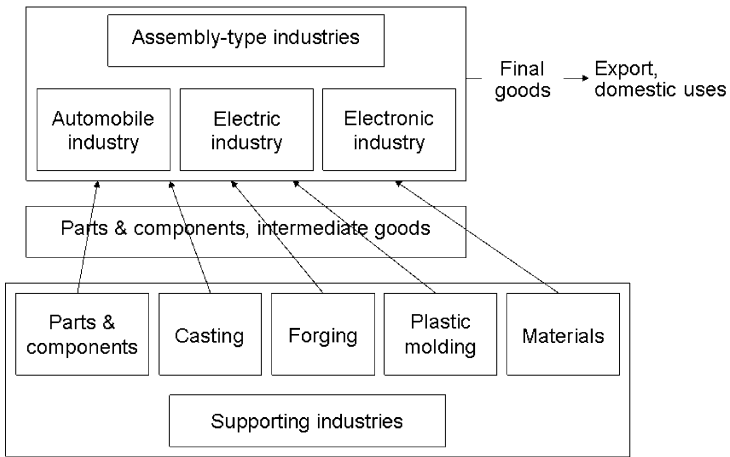 Assembly-type industries
Final
goods
Export,
domestic uses
Automobile
industry
Electric
industry
Electronic
industry
Parts & components, intermediate goods
Parts &
components
Casting
Forging
Plastic
molding
Materials
Supporting industries